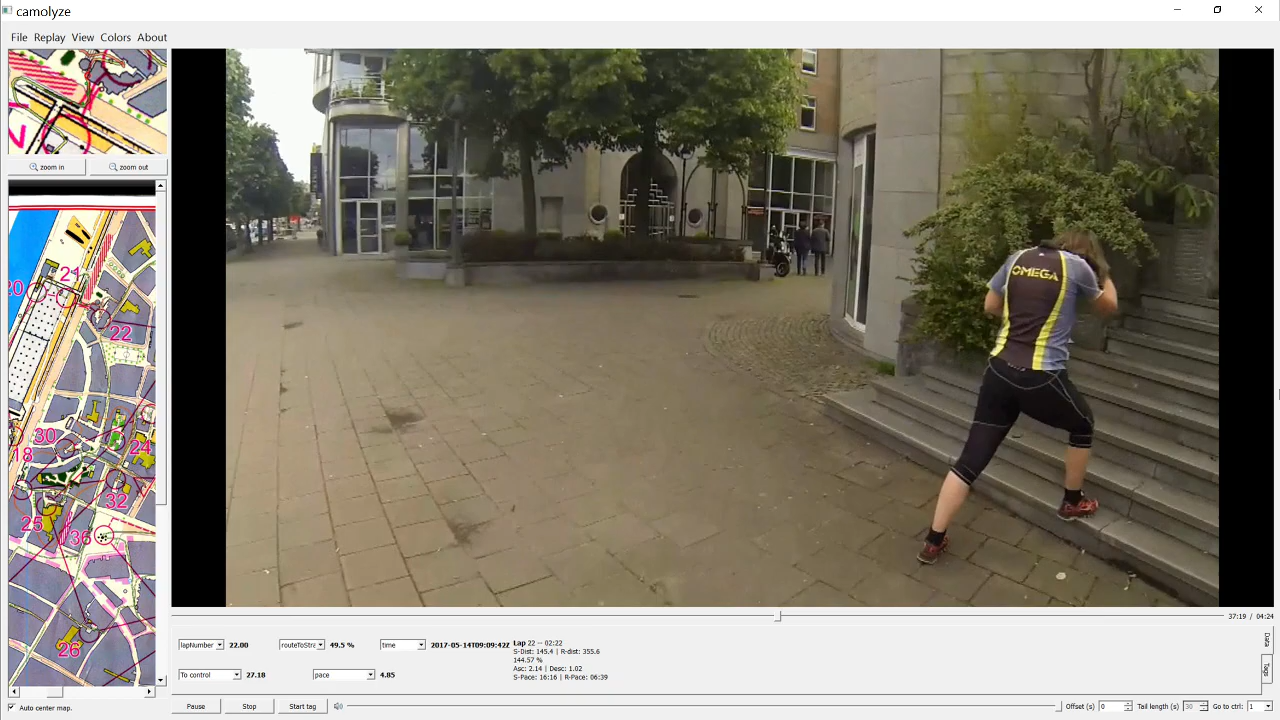 camolyze
File Replay View Colors About
zoom in zoom out
20
21
22
30
18
24
32
25
36
26
OMEGA
37:19 / 04:24
lapNumber 22.00 routeToStra 49.5 % time 2017-05-14T09:09:42Z
To control 27.18 pace 4.85
Lap 22 -- 02:22
S-Dist: 145.4 | R-dist: 355.6
144.57 %
Asc: 2.14 | Desc: 1.02
S-Pace: 16:16 | R-Pace: 06:39
Data
Tags
Auto center map.
Pause Stop Start tag
Offset (s) 0 Tail length (s) 30 Go to ctrl: 1